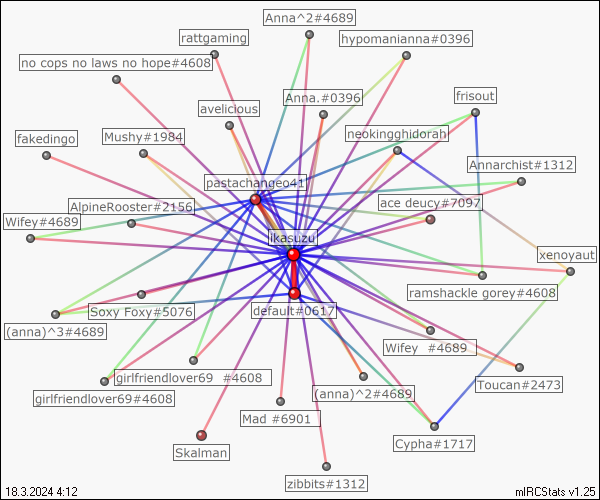 Anna^2#4689
rattgaming
hypomanianna#0396
no cops no laws no hope#4608
Anna.#0396
frisout
avelicious
fakedingo
Mushy#1984
neokingghidorah
Annarchist#1312
pastachangeo41
AlpineRooster#2156
ace deucy#7097
Wifey#4689
ikasuzu
xenoyaut
ramshackle gorey#4608
Soxy Foxy#5076
default#0617
(anna)^3#4689
Wifey  #4689
girlfriendlover69  #4608
Toucan#2473
girlfriendlover69#4608
(anna)^2#4689
Mad #6901
Cypha#1717
Skalman
zibbits#1312
18.3.2024 4:12
mIRCStats v1.25